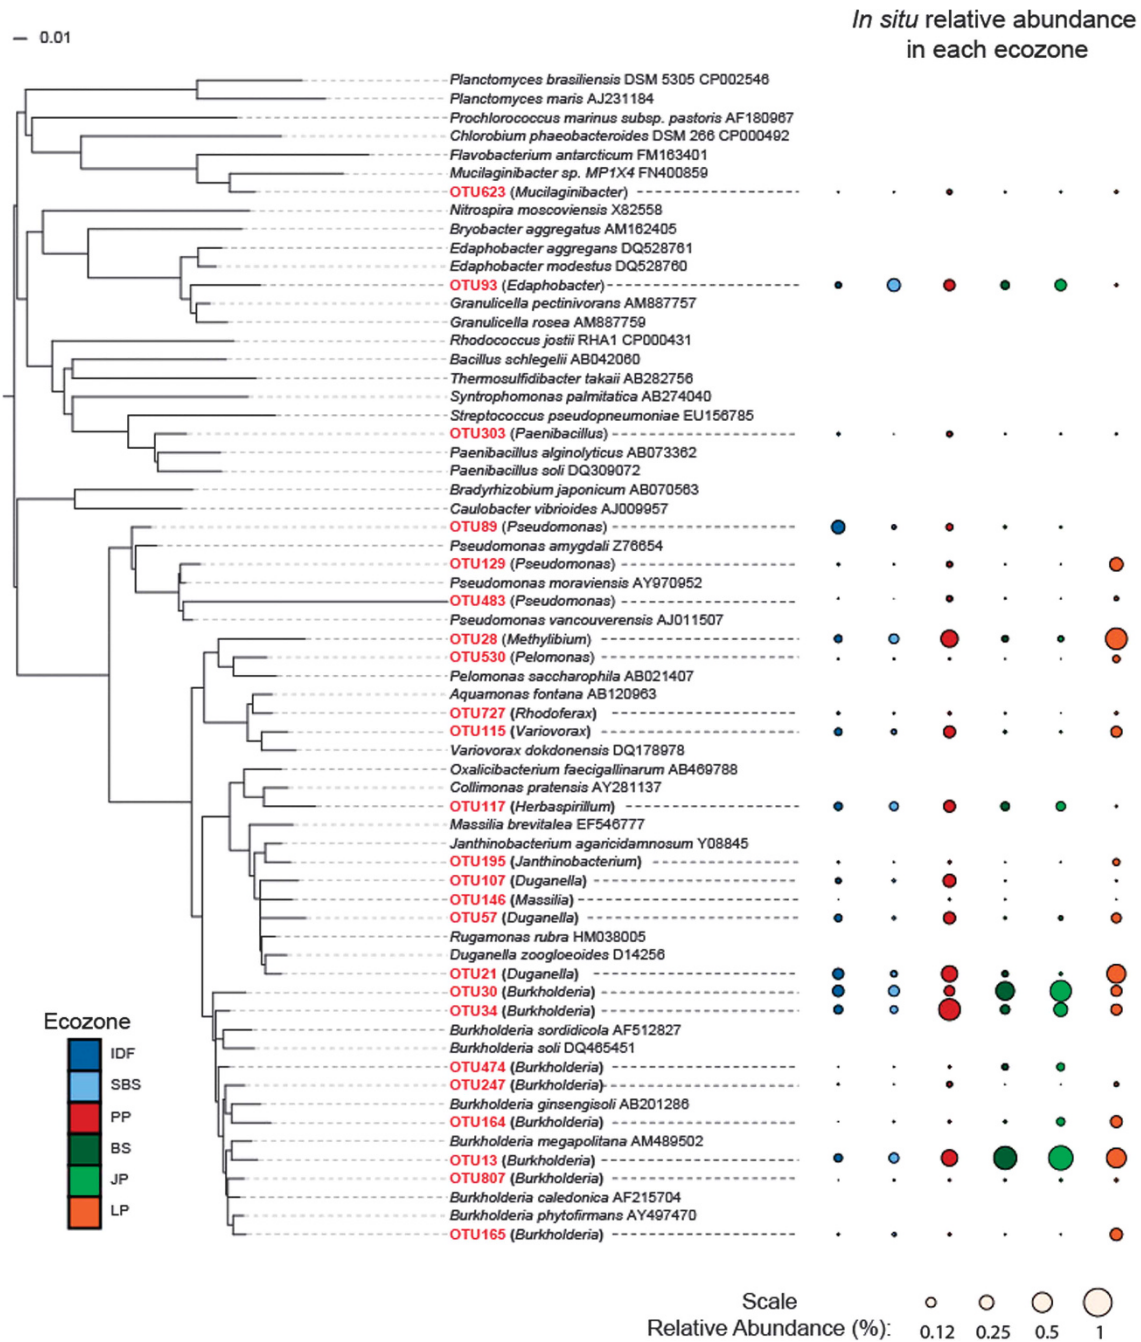 In situ relative abundance
in each ecozone
0.01
Planctomyces brasiliensis DSM 5305 CP002546
Planctomyces maris AJ231184
Prochlorococcus marinus subsp. pastoris AF180967
Chlorobium phaeobacteroides DSM 266 CP000492
Flavobacterium antarcticum FM163401
Mucilaginibacter sp. MP1X4 FN400859
OTU623 (Mucilaginibacter)
Nitrospira moscoviensis X82558
Bryobacter aggregatus AM162405
Edaphobacter aggregans DQ528761
Edaphobacter modestus DQ528760
OTU93 (Edaphobacter)
Granulicella pectinivorans AM887757
Granulicella rosea AM887759
Rhodococcus jostii RHA1 CP000431
Bacillus schlegelii AB042060
Thermosulfidibacter takaii AB282756
Syntrophomonas palmitatica AB274040
Streptococcus pseudopneumoniae EU156785
OTU303 (Paenibacillus)
Paenibacillus alginolyticus AB073362
Paenibacillus soli DQ309072
Bradyrhizobium japonicum AB070563
Caulobacter vibrioides AJ009957
OTU89 (Pseudomonas)
Pseudomonas amygdali Z76654
OTU129 (Pseudomonas)
Pseudomonas moraviensis AY970952
OTU483 (Pseudomonas)
Pseudomonas vancouverensis AJ011507
OTU28 (Methylibium)
OTU530 (Pelomonas)
Pelomonas saccharophila AB021407
Aquamonas fontana AB120963
OTU727 (Rhodoferax)
OTU115 (Variovorax)
Variovorax dokdonensis DQ178978
Oxalicibacterium faecigallinarum AB469788
Collimonas pratensis AY281137
OTU117 (Herbaspirillum)
Massilia brevitalea EF546777
Janthinobacterium agaricidamnosum Y08845
OTU195 (Janthinobacterium)
OTU107 (Duganella)
OTU146 (Massilia)
OTU57 (Duganella)
Rugamonas rubra HM038005
Duganella zoogloeoides D14256
OTU21 (Duganella)
OTU30 (Burkholderia)
OTU34 (Burkholderia)
Burkholderia sordidicola AF512827
Burkholderia soli DQ465451
OTU474 (Burkholderia)
OTU247 (Burkholderia)
Burkholderia ginsengisoli AB201286
OTU164 (Burkholderia)
Burkholderia megapolitana AM489502
OTU13 (Burkholderia)
OTU807 (Burkholderia)
Burkholderia caledonica AF215704
Burkholderia phytofirmans AY497470
OTU165 (Burkholderia)
Ecozone
IDF
SBS
PP
BS
JP
LP
Scale
Relative Abundance (%): 0.12 0.25 0.5 1